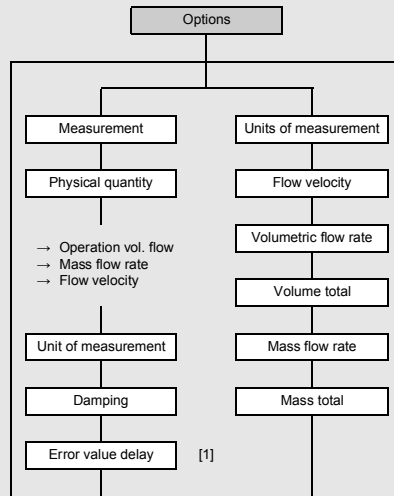 Options
Measurement
Physical quantity
→ Operation vol. flow
→ Mass flow rate
→ Flow velocity
Unit of measurement
Damping
Error value delay [1]
Units of measurement
Flow velocity
Volumetric flow rate
Volume total
Mass flow rate
Mass total